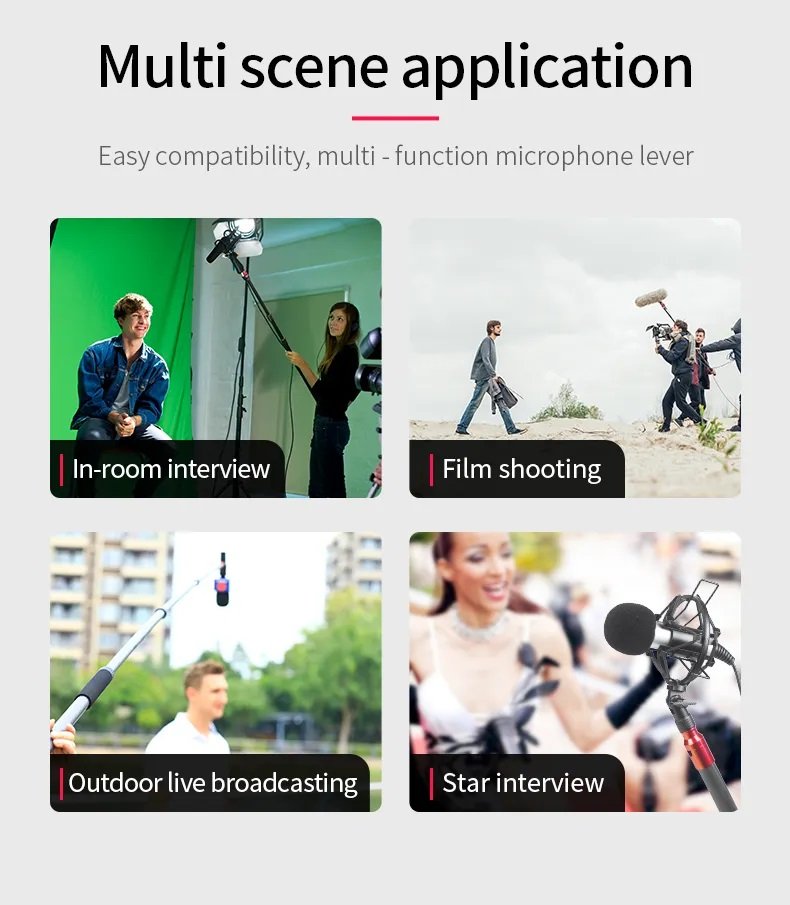 Multi scene application
Easy compatibility, multi - function microphone lever
In-room interview
Film shooting
Outdoor live broadcasting
Star interview